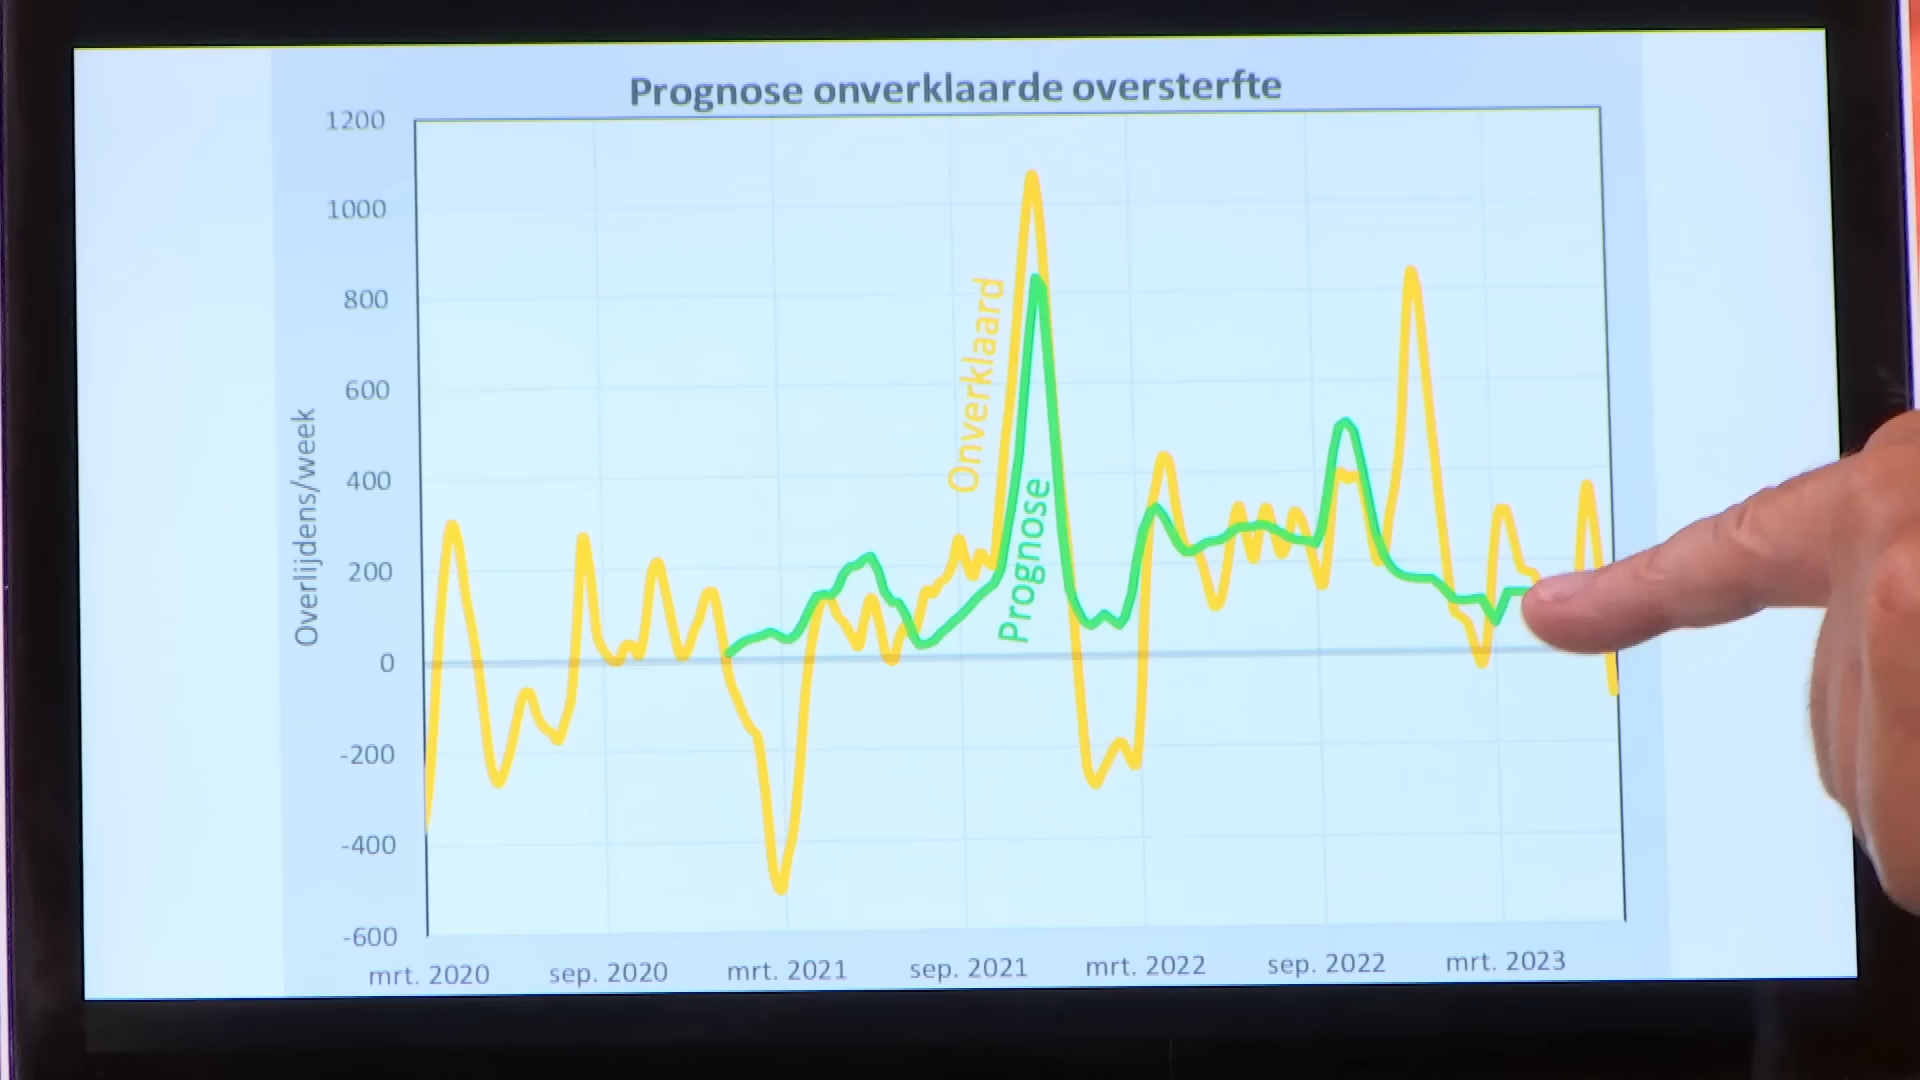 Prognose onverklaarde oversterfte
1200
1000
800
600
400
200
0
-200
-400
-600
Overlijdens/week
Onverklaard
Prognose
mrt. 2020 sep. 2020 mrt. 2021 sep. 2021 mrt. 2022 sep. 2022 mrt. 2023